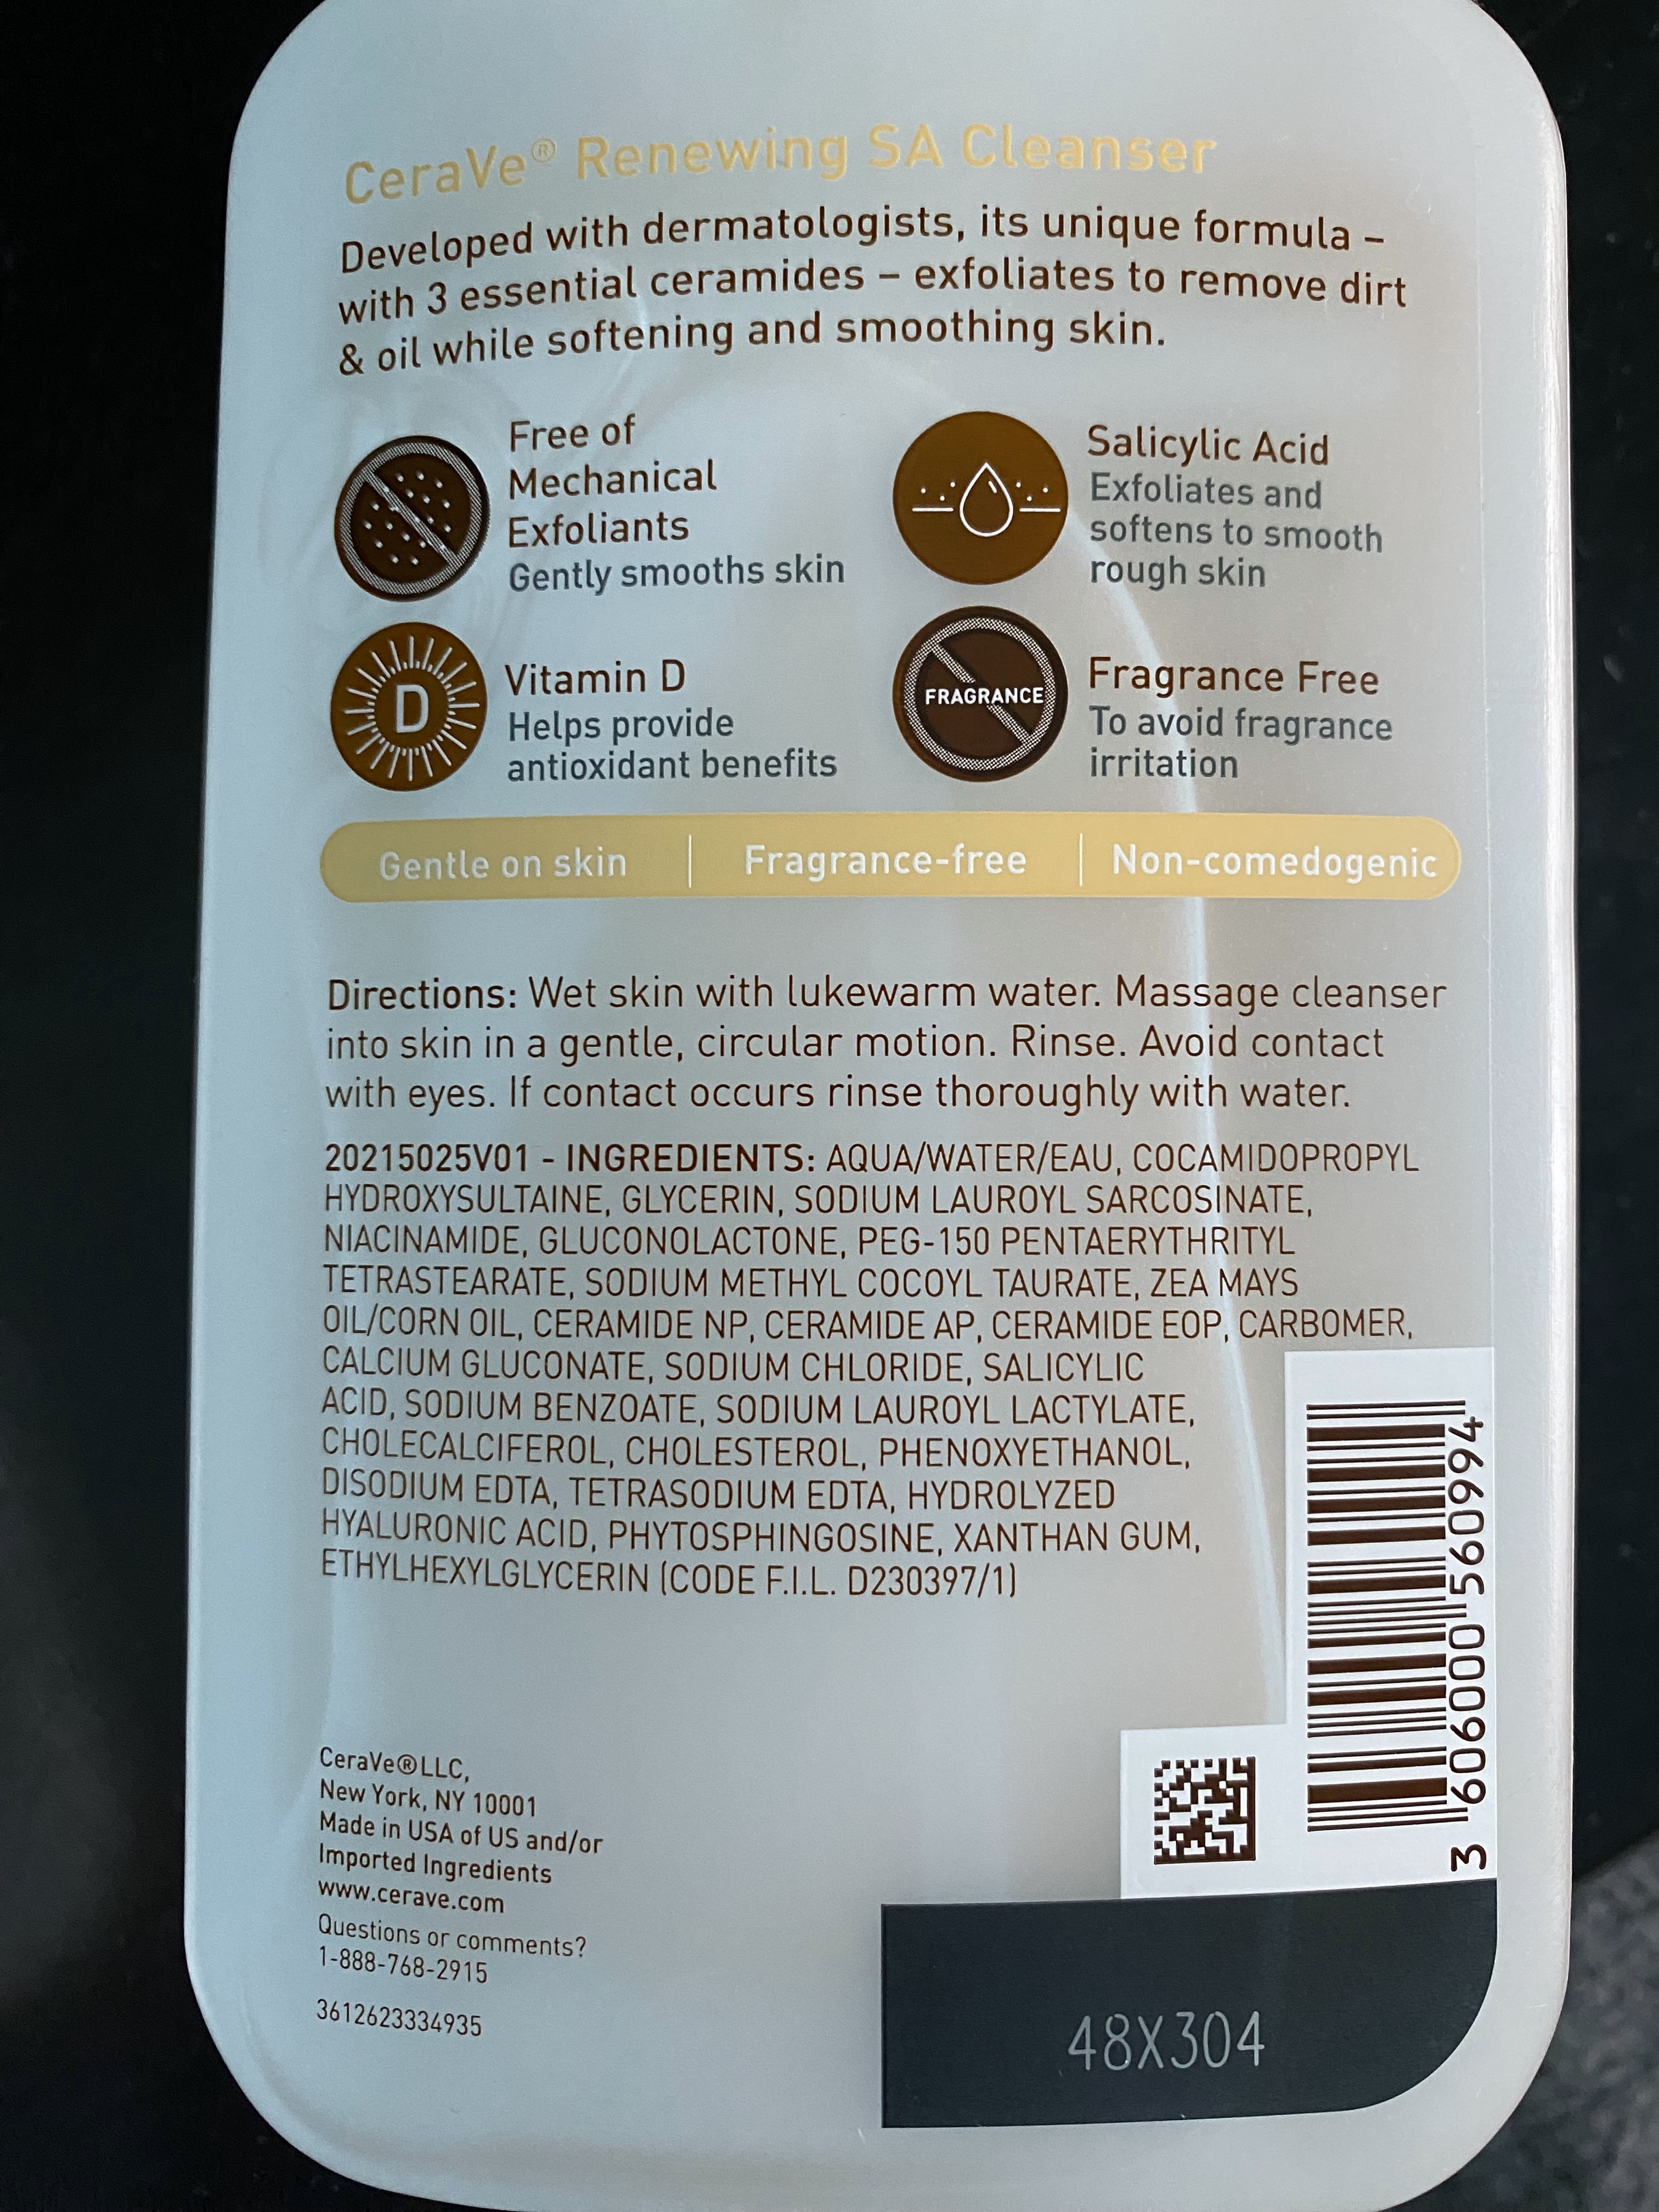 CeraVe® Renewing SA Cleanser
Developed with dermatologists, its unique formula –
with 3 essential ceramides – exfoliates to remove dirt
& oil while softening and smoothing skin.
Free of
Mechanical
Exfoliants
Gently smooths skin
Salicylic Acid
Exfoliates and
softens to smooth
rough skin
D
Vitamin D
Helps provide
antioxidant benefits
FRAGRANCE
Fragrance Free
To avoid fragrance
irritation
Gentle on skin | Fragrance-free | Non-comedogenic
Directions: Wet skin with lukewarm water. Massage cleanser
into skin in a gentle, circular motion. Rinse. Avoid contact
with eyes. If contact occurs rinse thoroughly with water.
20215025V01 - INGREDIENTS: AQUA/WATER/EAU, COCAMIDOPROPYL
HYDROXYSULTAINE, GLYCERIN, SODIUM LAUROYL SARCOSINATE,
NIACINAMIDE, GLUCONOLACTONE, PEG-150 PENTAERYTHRITYL
TETRASTEARATE, SODIUM METHYL COCOYL TAURATE, ZEA MAYS
OIL/CORN OIL, CERAMIDE NP, CERAMIDE AP, CERAMIDE EOP, CARBOMER,
CALCIUM GLUCONATE, SODIUM CHLORIDE, SALICYLIC
ACID, SODIUM BENZOATE, SODIUM LAUROYL LACTYLATE,
CHOLECALCIFEROL, CHOLESTEROL, PHENOXYETHANOL,
DISODIUM EDTA, TETRASODIUM EDTA, HYDROLYZED
HYALURONIC ACID, PHYTOSPHINGOSINE, XANTHAN GUM,
ETHYLHEXYLGLYCERIN (CODE F.I.L. D230397/1)
3 606000 560994
CeraVe®LLC,
New York, NY 10001
Made in USA of US and/or
Imported Ingredients
www.cerave.com
Questions or comments?
1-888-768-2915
3612623334935
48X304